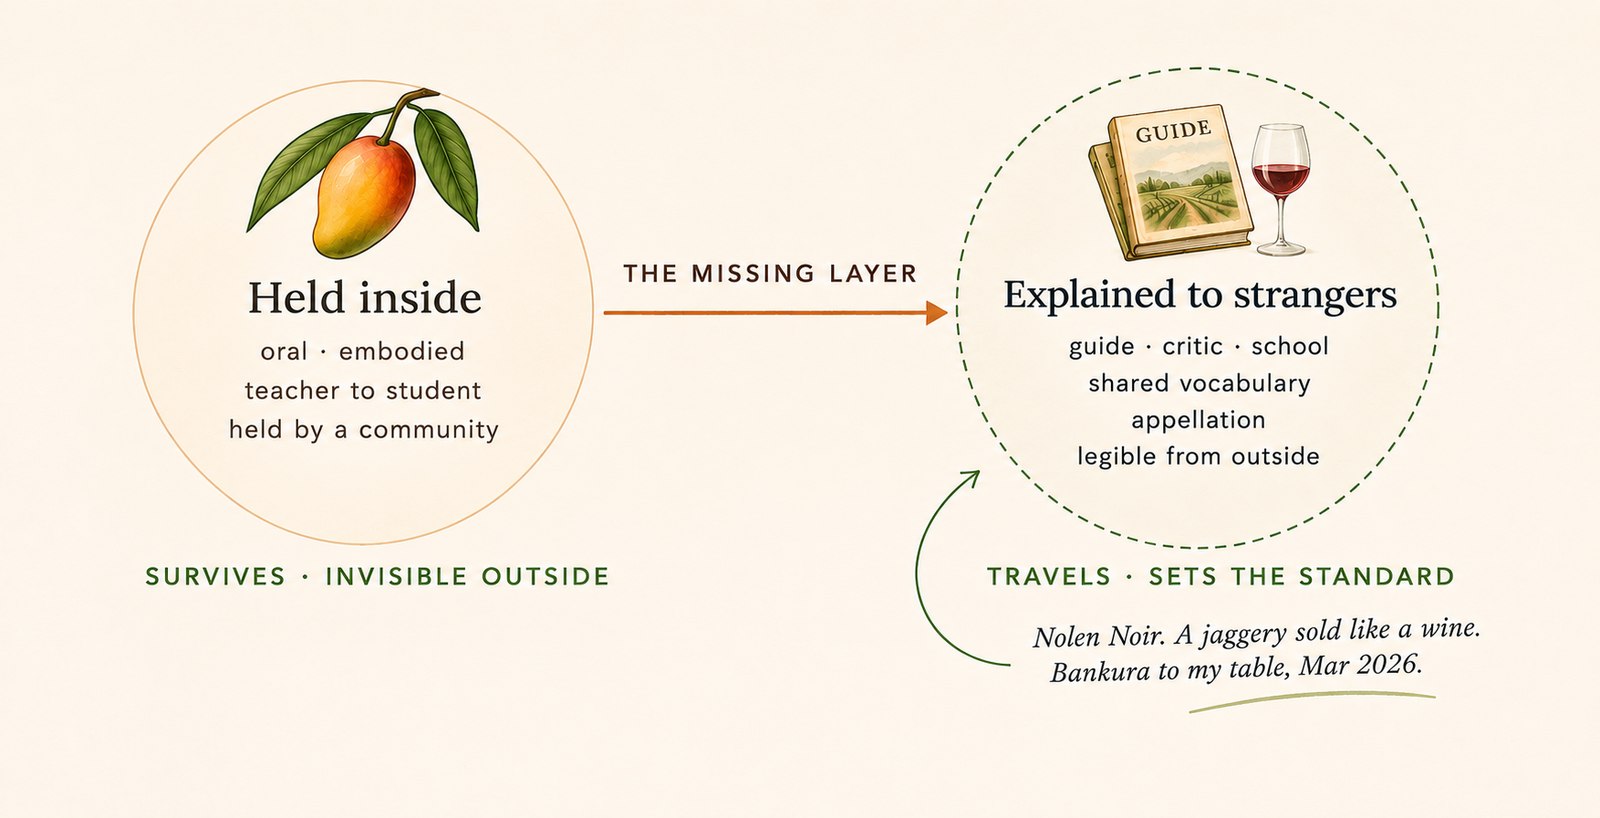 Held inside
oral · embodied
teacher to student
held by a community
SURVIVES · INVISIBLE OUTSIDE
THE MISSING LAYER
GUIDE
Explained to strangers
guide · critic · school
shared vocabulary
appellation
legible from outside
TRAVELS · SETS THE STANDARD
Nolen Noir. A jaggery sold like a wine.
Bankura to my table, Mar 2026.